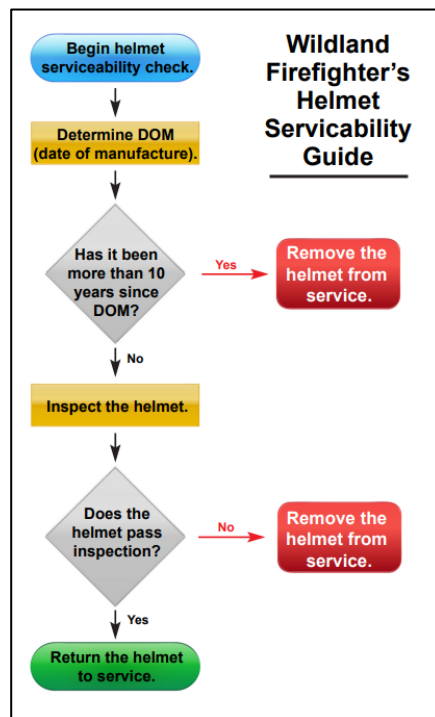 Wildland
Firefighter's
Helmet
Servicability
Guide
Begin helmet
serviceability check.
Determine DOM
(date of manufacture).
Has it been
more than 10
years since
DOM?
Yes
Remove the
helmet from
service.
No
Inspect the helmet.
Does the
helmet pass
inspection?
No
Remove the
helmet from
service.
Yes
Return the helmet
to service.